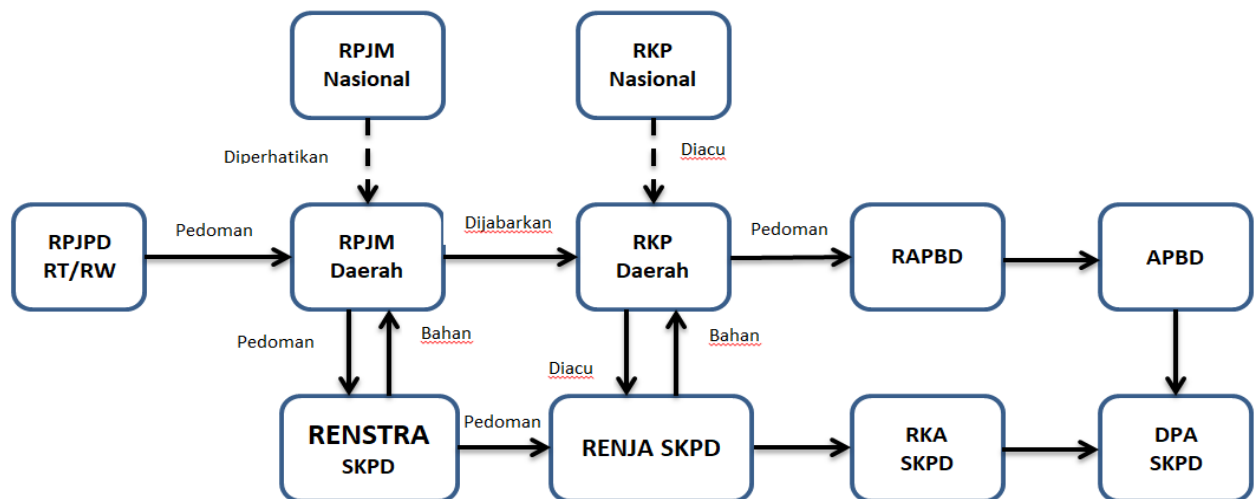 RPJM
Nasional
RKP
Nasional
Diperhatikan
Diacu
RPJPD
RT/RW
Pedoman
RPJM
Daerah
Dijabarkan
RKP
Daerah
Pedoman
RAPBD
APBD
Pedoman
Bahan
Diacu
Bahan
RENSTRA
SKPD
Pedoman
RENJA SKPD
RKA
SKPD
DPA
SKPD